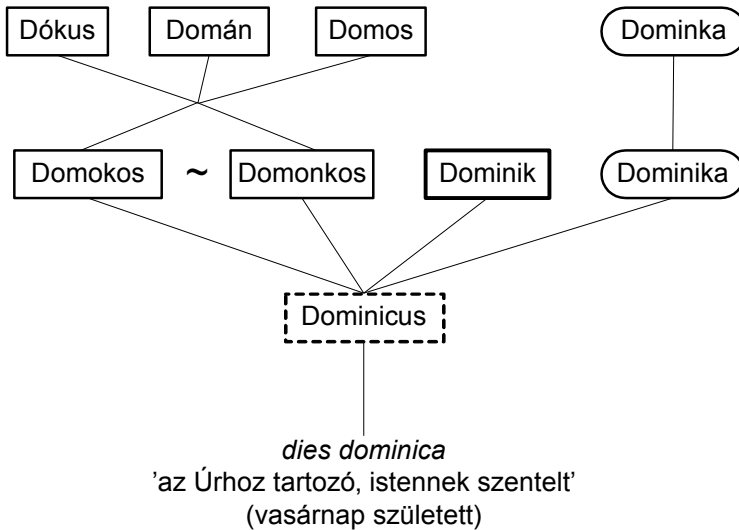 Dókus Domán Domos Dominka
Domokos ~ Domonkos Dominik Dominika
Dominicus
dies dominica
’az Úrhoz tartozó, istennek szentelt’
(vasárnap született)